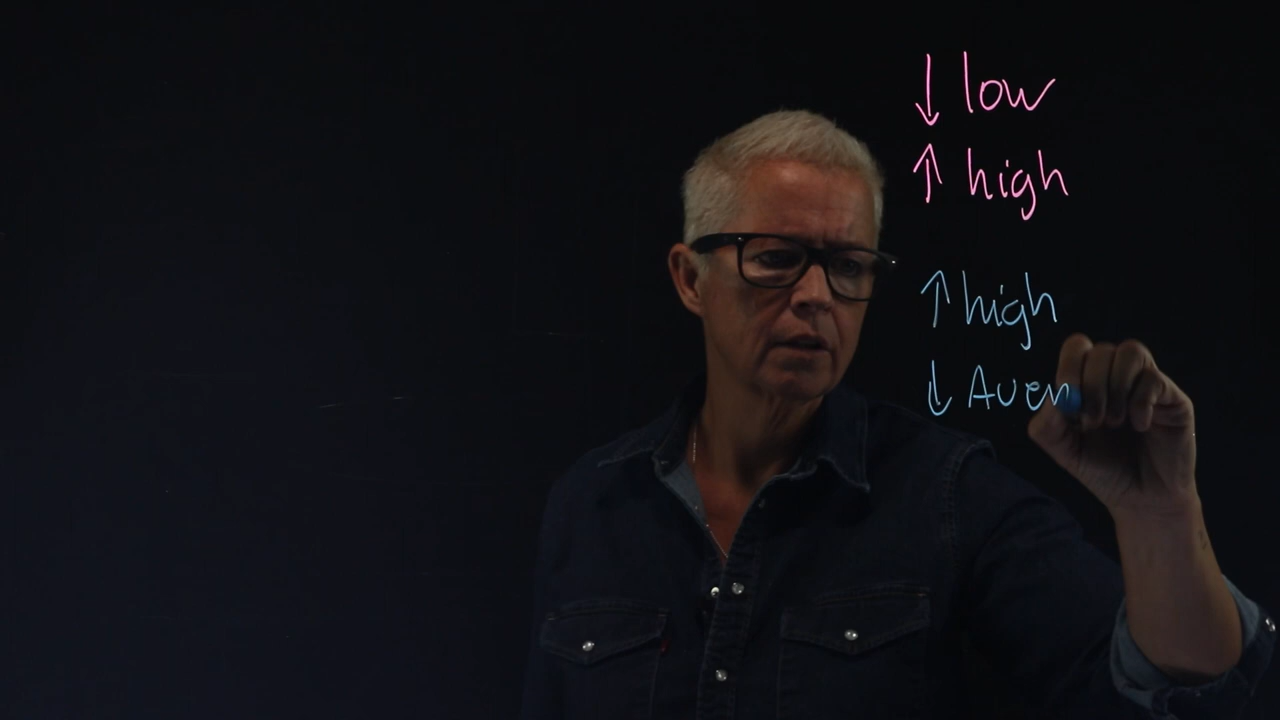 ↓ low
↑ high
↑ high
↓ Aven